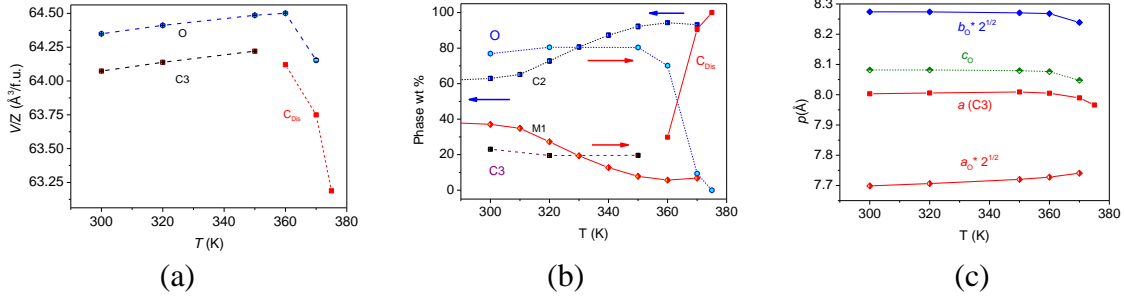 64.50
64.25
64.00
63.75
63.50
63.25
V/Z (Å³/f.u.)
O
C3
C_Dis
300 320 340 360 380
T (K)
(a)
100
80
60
40
20
0
Phase wt %
O
C2
C_Dis
M1
C3
300 320 340 360 380
T (K)
(b)
8.3
8.2
8.1
8.0
7.9
7.8
7.7
p(Å)
b_O* 2^1/2
c_O
a (C3)
a_O* 2^1/2
300 320 340 360 380
T (K)
(c)